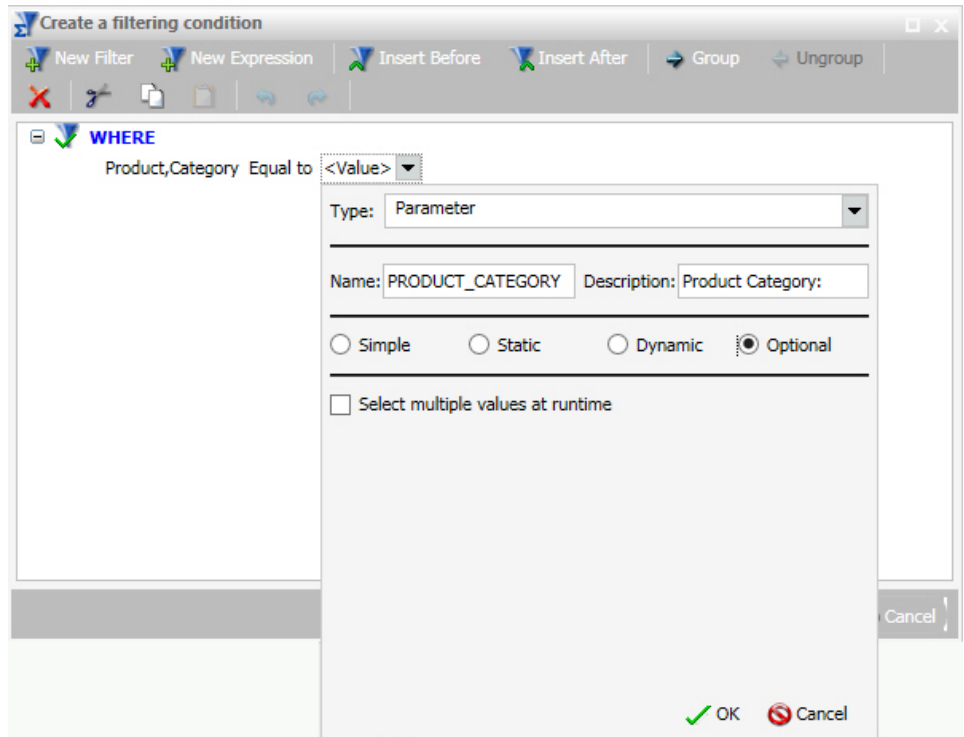 Create a filtering condition
New Filter New Expression Insert Before Insert After Group Ungroup
WHERE
Product,Category Equal to <Value>
Type: Parameter
Name: PRODUCT_CATEGORY Description: Product Category:
Simple Static Dynamic Optional
Select multiple values at runtime
Cancel
OK Cancel